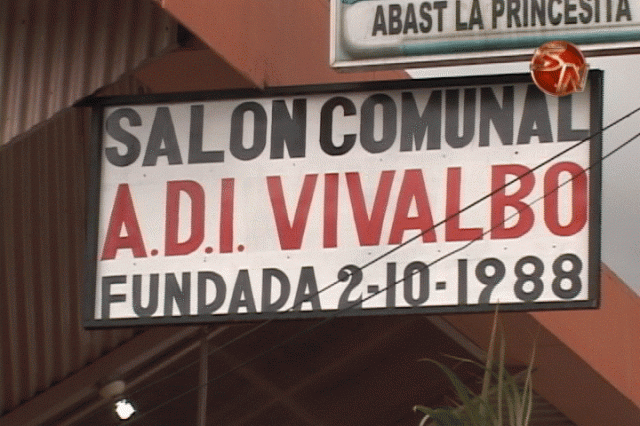 ABAST LA PRINCESITA
SALON COMUNAL
A.D.I. VIVALBO
FUNDADA 2-10-1988